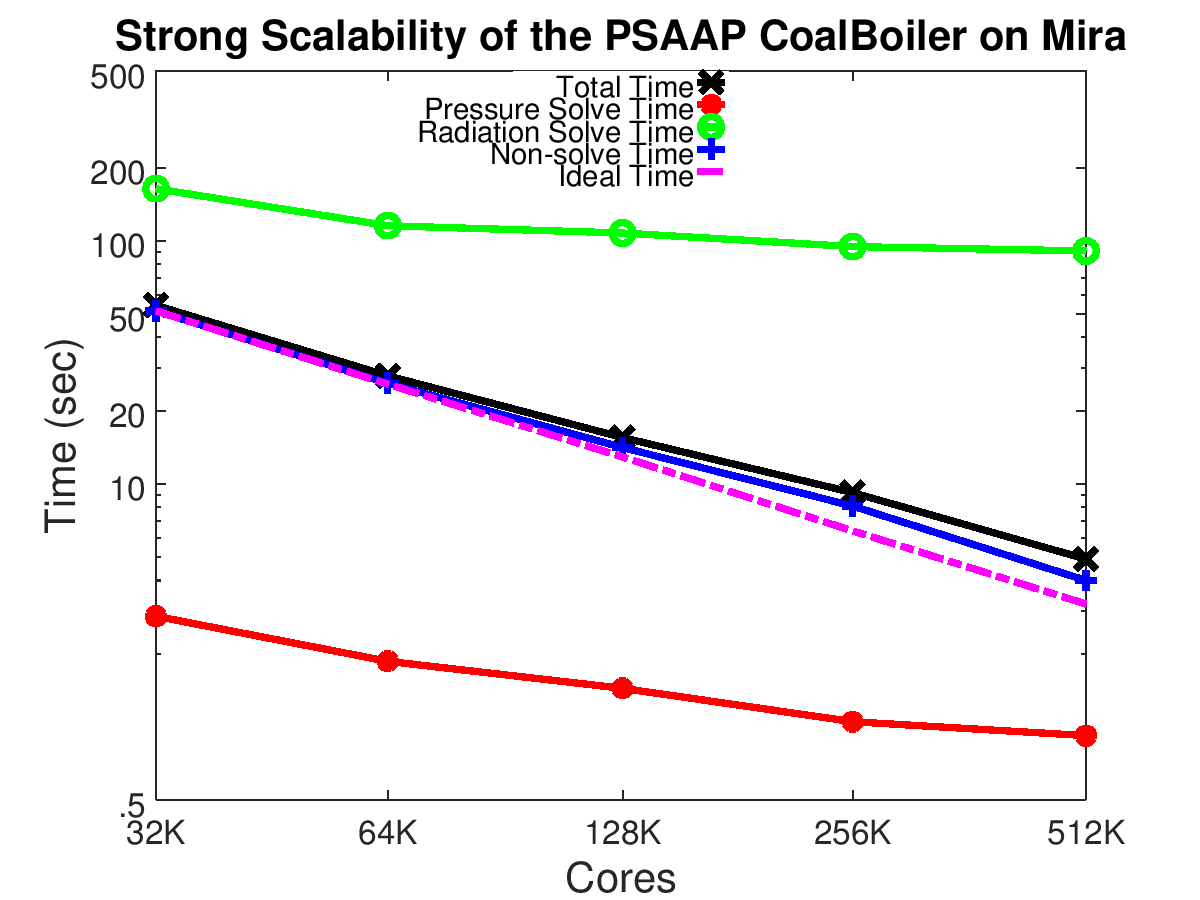 Strong Scalability of the PSAAP CoalBoiler on Mira
500
200
100
50
20
10
.5
Time (sec)
Total Time
Pressure Solve Time
Radiation Solve Time
Non-solve Time
Ideal Time
32K 64K 128K 256K 512K
Cores